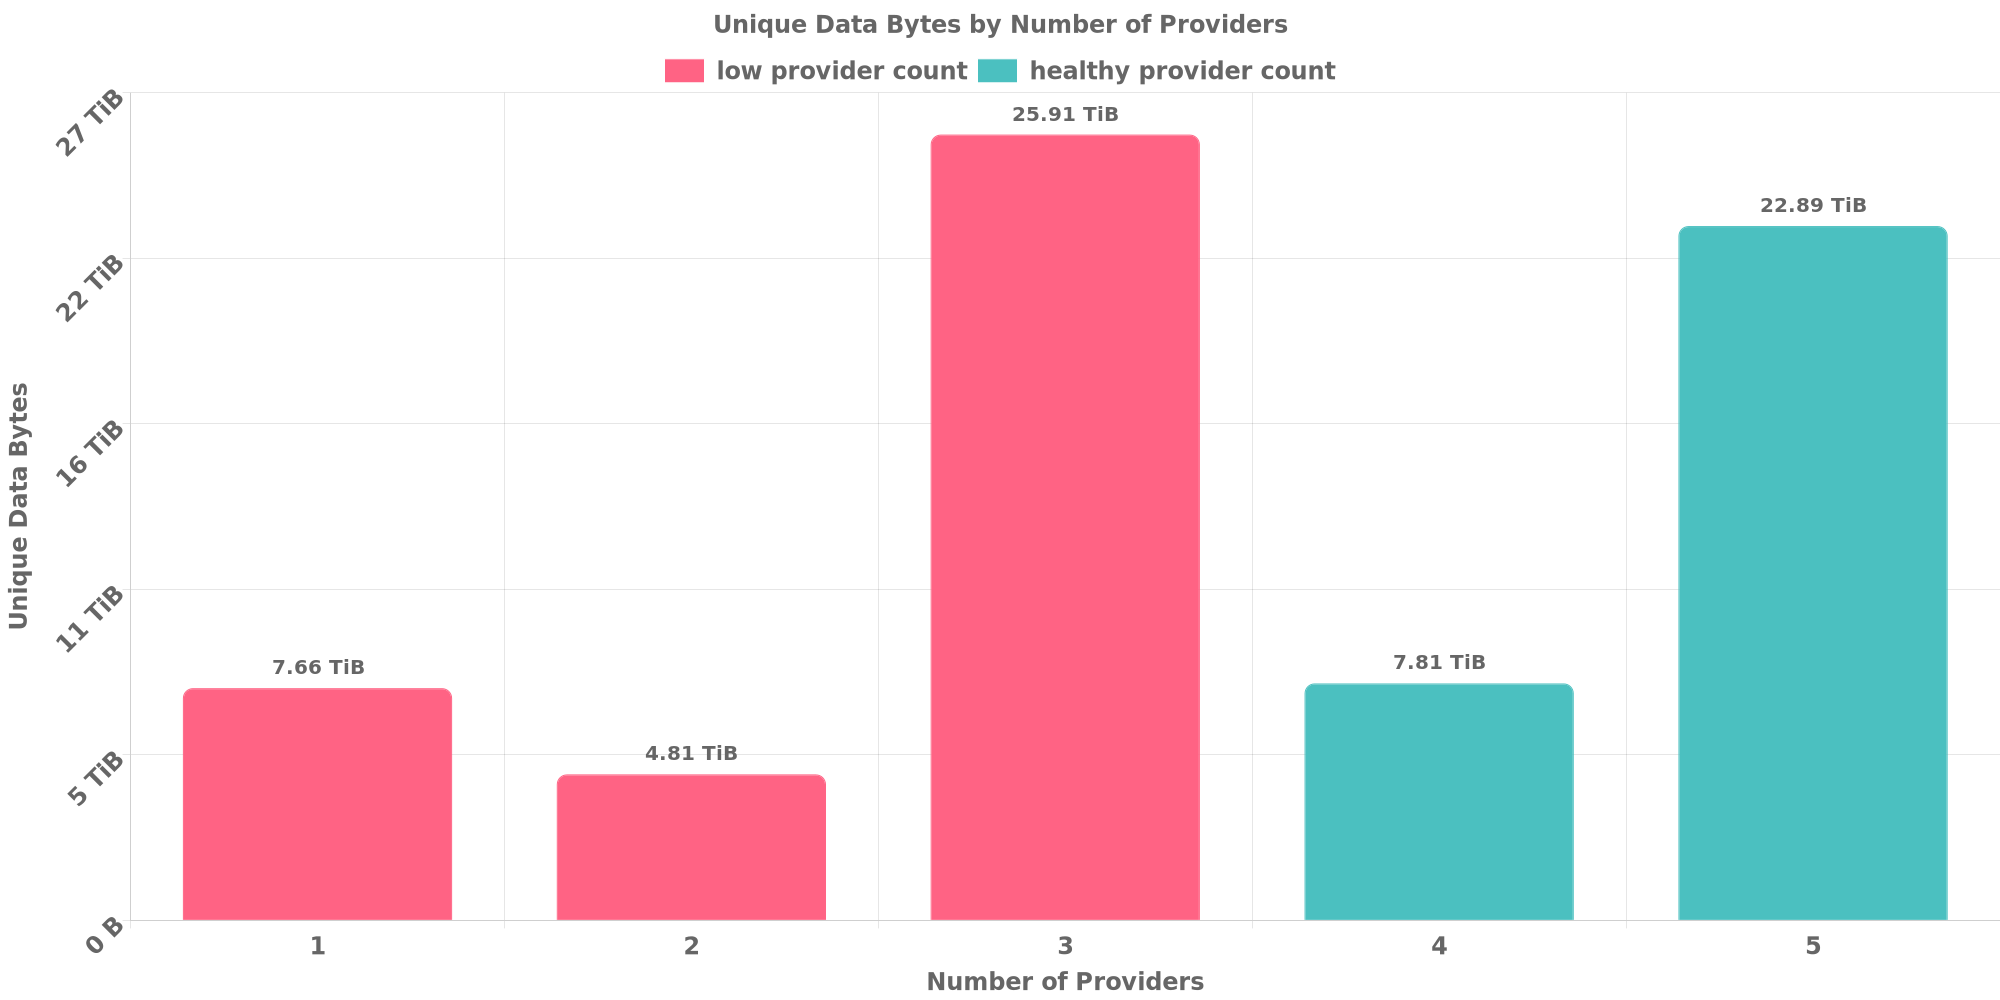 Unique Data Bytes by Number of Providers
low provider count healthy provider count
27 TiB
22 TiB
16 TiB
11 TiB
5 TiB
0 B
Unique Data Bytes
7.66 TiB
4.81 TiB
25.91 TiB
7.81 TiB
22.89 TiB
1 2 3 4 5
Number of Providers